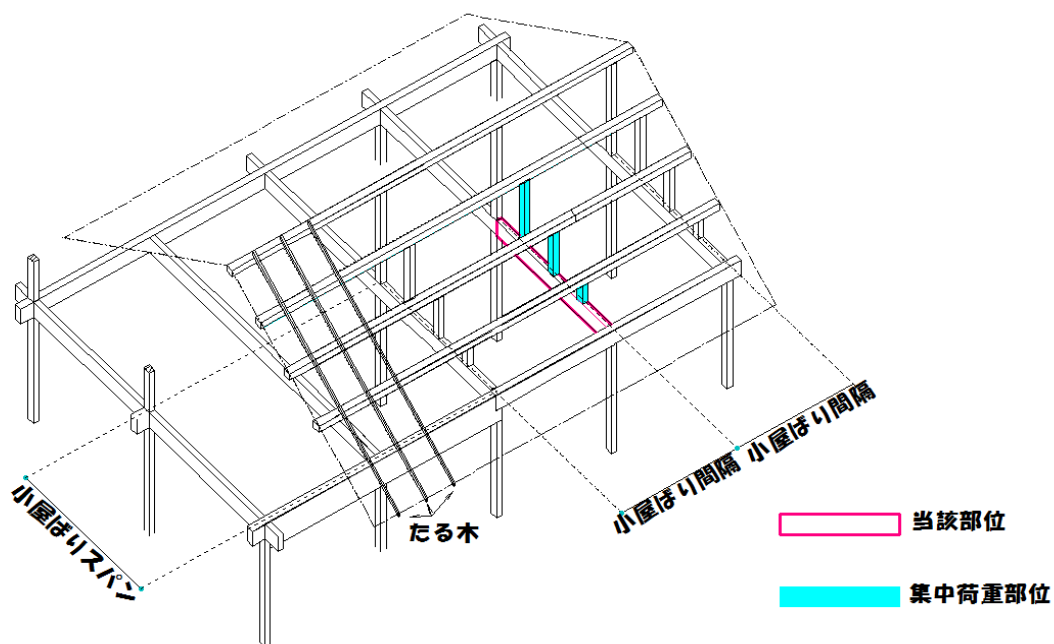 小屋ばり間隔
小屋ばり間隔
小屋ばりスパン
たる木
当該部位
集中荷重部位